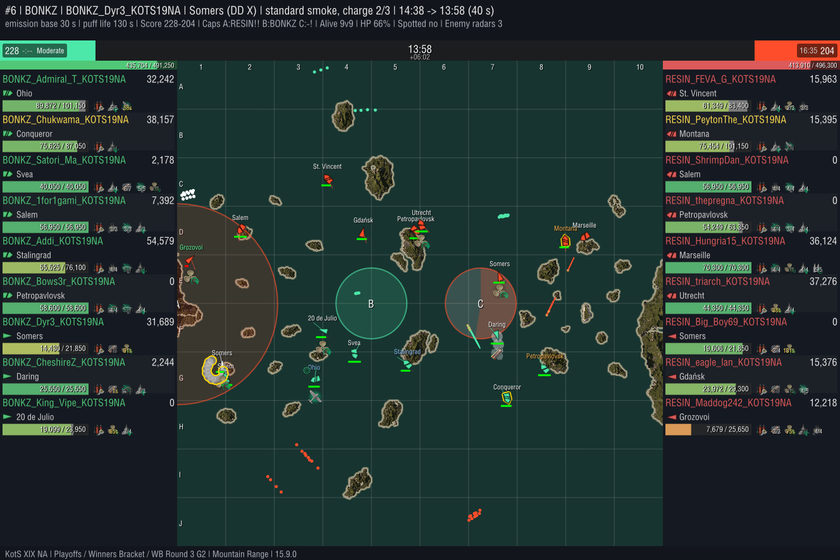 #6 | BONKZ | BONKZ_Dyr3_KOTS19NA | Somers (DD X) | standard smoke, charge 2/3 | 14:38 -> 13:58 (40 s)
emission base 30 s | puff life 130 s | Score 228-204 | Caps A:RESIN!! B:BONKZ C:-! | Alive 9v9 | HP 66% | Spotted no | Enemy radars 3
228 -:-- Moderate
13:58
+06:02
16:35 204
BONKZ_Admiral_T_KOTS19NA 32,242
Ohio
BONKZ_Chukwama_KOTS19NA 38,157
Conqueror
BONKZ_Satori_Ma_KOTS19NA 2,178
Svea
BONKZ_1for1gami_KOTS19NA 7,392
Salem
BONKZ_Addi_KOTS19NA 54,579
Stalingrad
BONKZ_Bows3r_KOTS19NA 0
Petropavlovsk
BONKZ_Dyr3_KOTS19NA 31,689
Somers
BONKZ_CheshireZ_KOTS19NA 2,244
Daring
BONKZ_King_Vipe_KOTS19NA 0
20 de Julio
1 2 3 4 5 6 7 8 9 10
A
B
C
D
E
F
G
H
I
J
St. Vincent
Salem
Gdańsk
Utrecht
Petropavlovsk
Montana
Marseille
Grozovoi
Somers
B
C
20 de Julio
Svea
Stalingrad
Daring
Petropavlovsk
Somers
Ohio
Conqueror
RESIN_FEVA_G_KOTS19NA 15,963
St. Vincent
RESIN_PeytonThe_KOTS19NA 15,395
Montana
RESIN_ShrimpDan_KOTS19NA 0
Salem
RESIN_thepregna_KOTS19NA 0
Petropavlovsk
RESIN_Hungria15_KOTS19NA 36,124
Marseille
RESIN_triarch_KOTS19NA 37,276
Utrecht
RESIN_Big_Boy69_KOTS19NA 0
Somers
RESIN_eagle_lan_KOTS19NA 15,376
Gdańsk
RESIN_Maddog242_KOTS19NA 12,218
Grozovoi
7,679 / 25,650
KotS XIX NA | Playoffs / Winners Bracket / WB Round 3 G2 | Mountain Range | 15.9.0